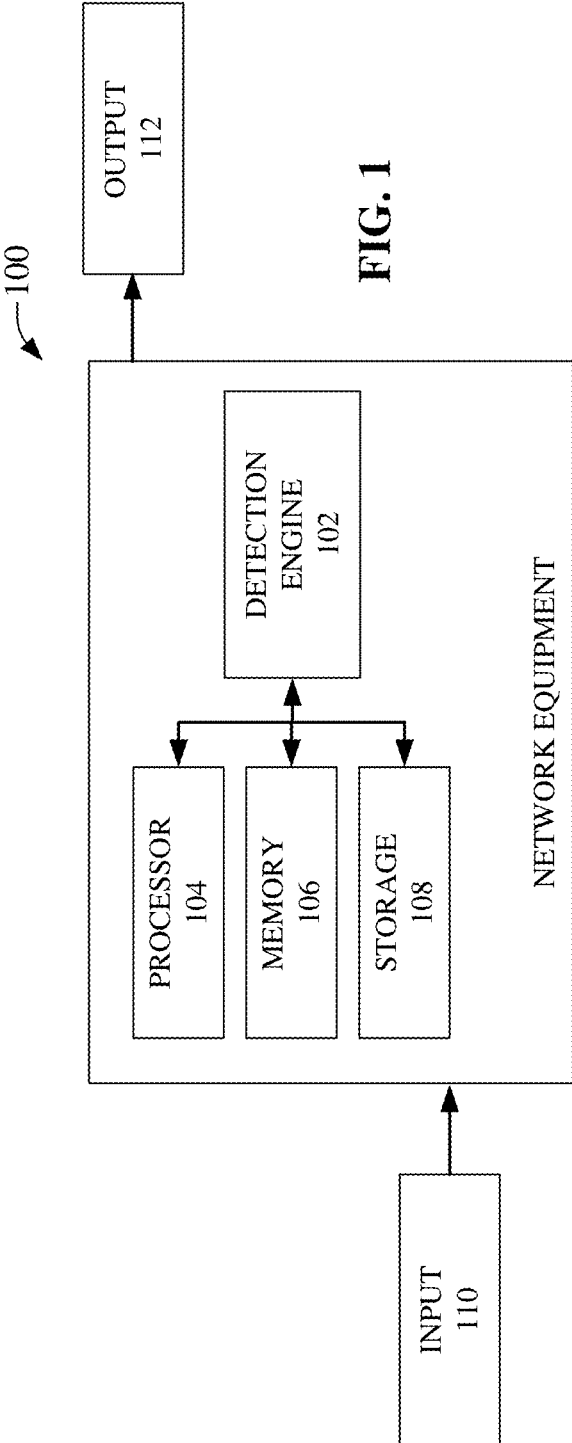 100
INPUT
110
PROCESSOR
104
MEMORY
106
STORAGE
108
DETECTION
ENGINE
102
NETWORK EQUIPMENT
OUTPUT
112
FIG. 1